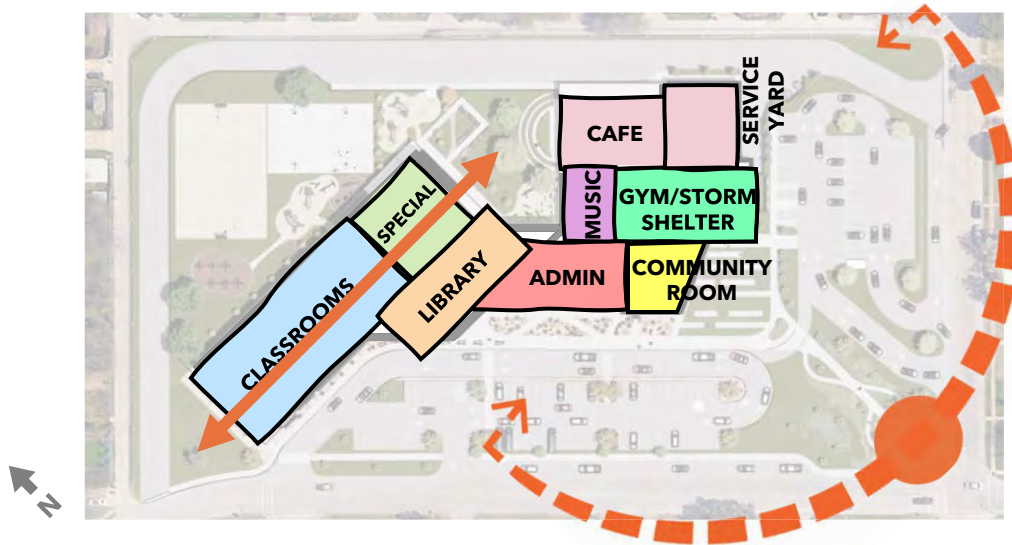 SERVICE
YARD
CAFE
MUSIC
GYM/STORM
SHELTER
SPECIAL
LIBRARY
ADMIN
COMMUNITY
ROOM
CLASSROOMS
N